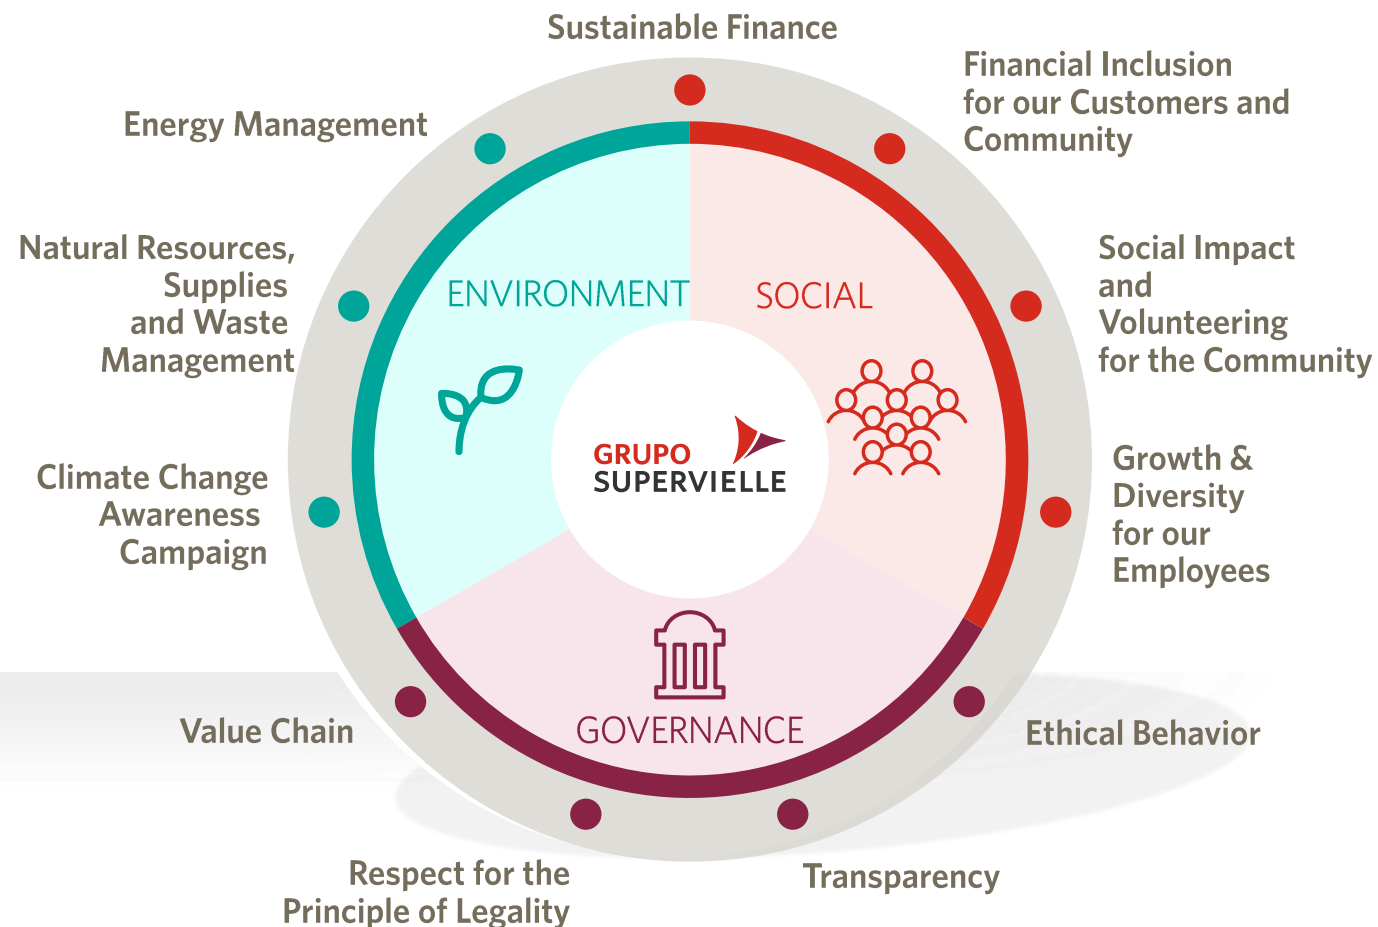 Sustainable Finance
Financial Inclusion
for our Customers and
Community
Energy Management
Natural Resources,
Supplies
and Waste
Management
Social Impact
and
Volunteering
for the Community
ENVIRONMENT
SOCIAL
GRUPO
SUPERVIELLE
Climate Change
Awareness
Campaign
Growth &
Diversity
for our
Employees
GOVERNANCE
Value Chain
Ethical Behavior
Respect for the
Principle of Legality
Transparency